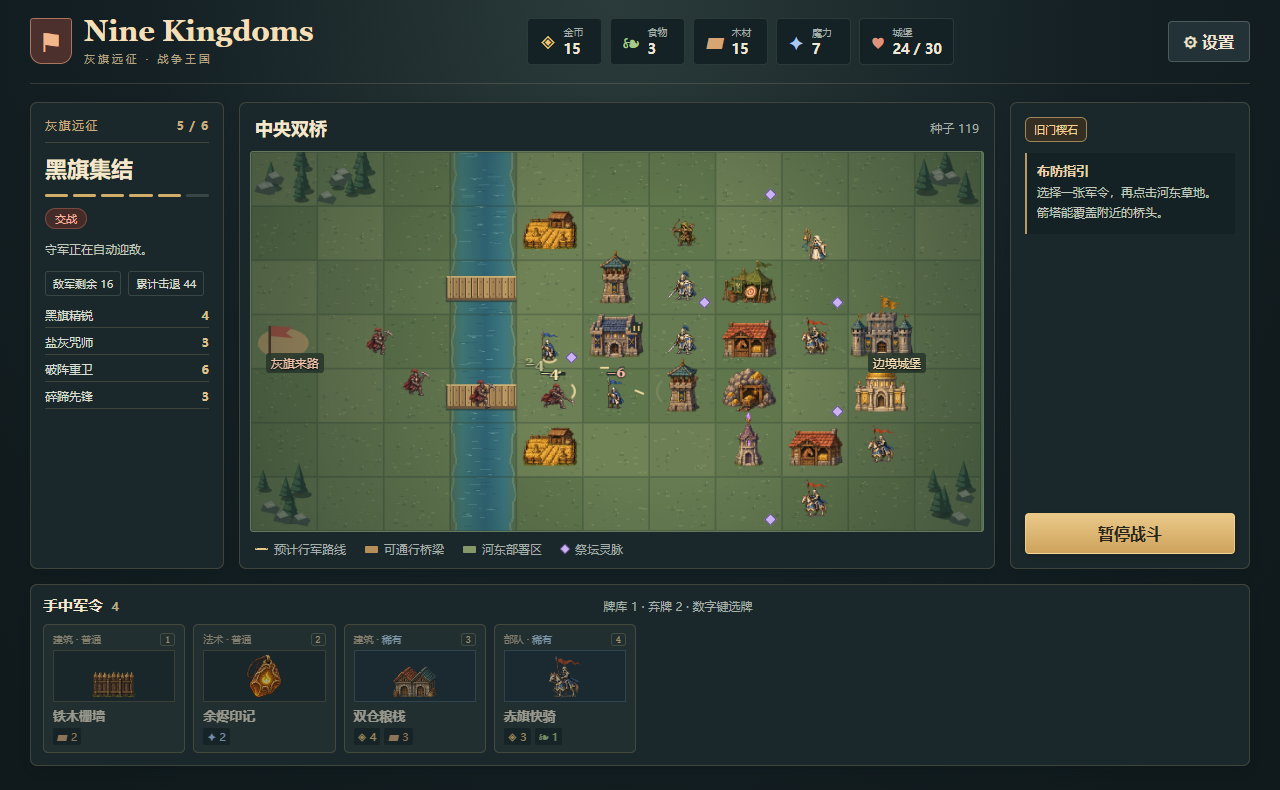 Nine Kingdoms
灰旗远征 · 战争王国
金币
15
食物
3
木材
15
魔力
7
城堡
24 / 30
设置
灰旗远征 5 / 6
黑旗集结
交战
守军正在自动迎敌。
敌军剩余 16
累计击退 44
黑旗精锐 4
盐灰咒师 3
破阵重卫 6
碎蹄先锋 3
中央双桥
种子 119
灰旗来路
边境城堡
−4
−6
预计行军路线
可通行桥梁
河东部署区
祭坛灵脉
旧门楔石
布防指引
选择一张军令，再点击河东草地。
箭塔能覆盖附近的桥头。
暂停战斗
手中军令 4
牌库 1 · 弃牌 2 · 数字键选牌
建筑 · 普通 1
铁木栅墙
2
法术 · 普通 2
余烬印记
2
建筑 · 稀有 3
双仓粮栈
4 3
部队 · 稀有 4
赤旗快骑
3 1